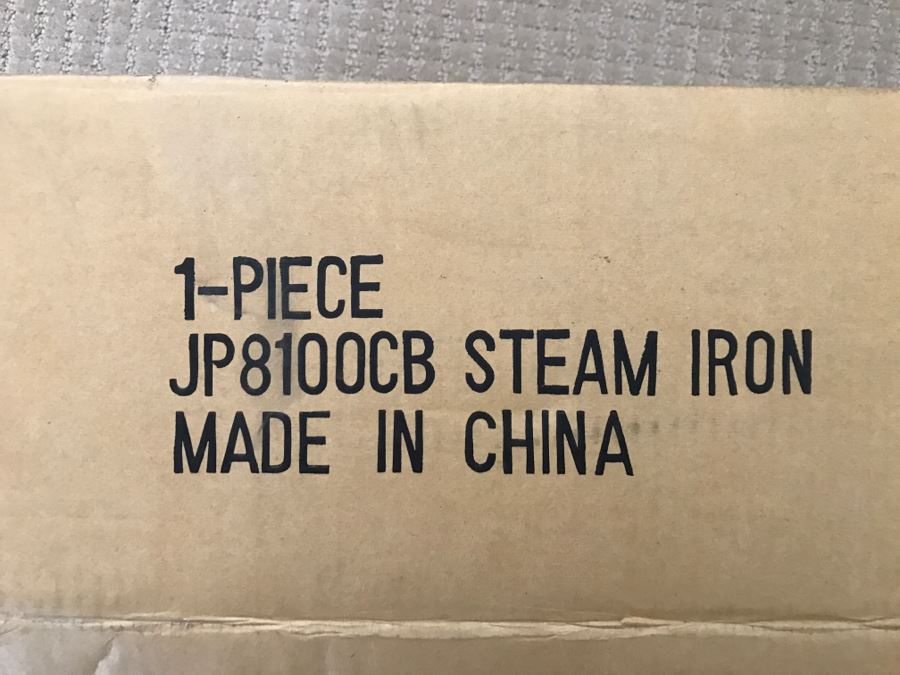 1-PIECE
JP8100CB STEAM IRON
MADE IN CHINA